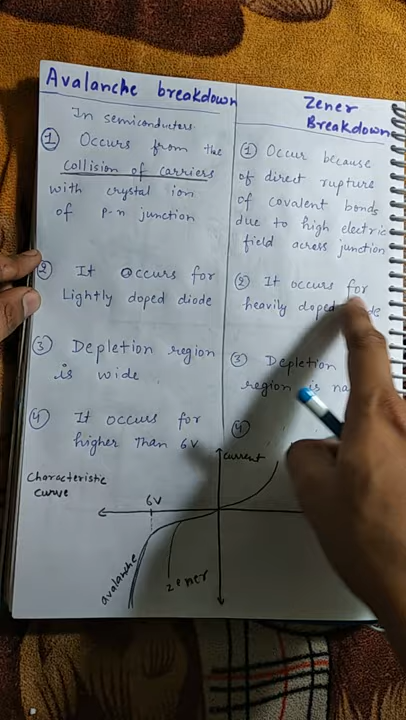 Avalanche breakdown
In semiconductors
① Occurs from the
Collision of carriers
with crystal ion
of P-n junction
② It occurs for
Lightly doped diode
③ Depletion region
is wide
④ It occurs for
higher Than 6V
Zener
Breakdown
① Occur because
of direct rupture
of covalent bonds
due to high electric
field across junction
② It occurs for
heavily doped
③ Depletion
region is
④
Characteristic
curve
current
6V
avalanche
zener